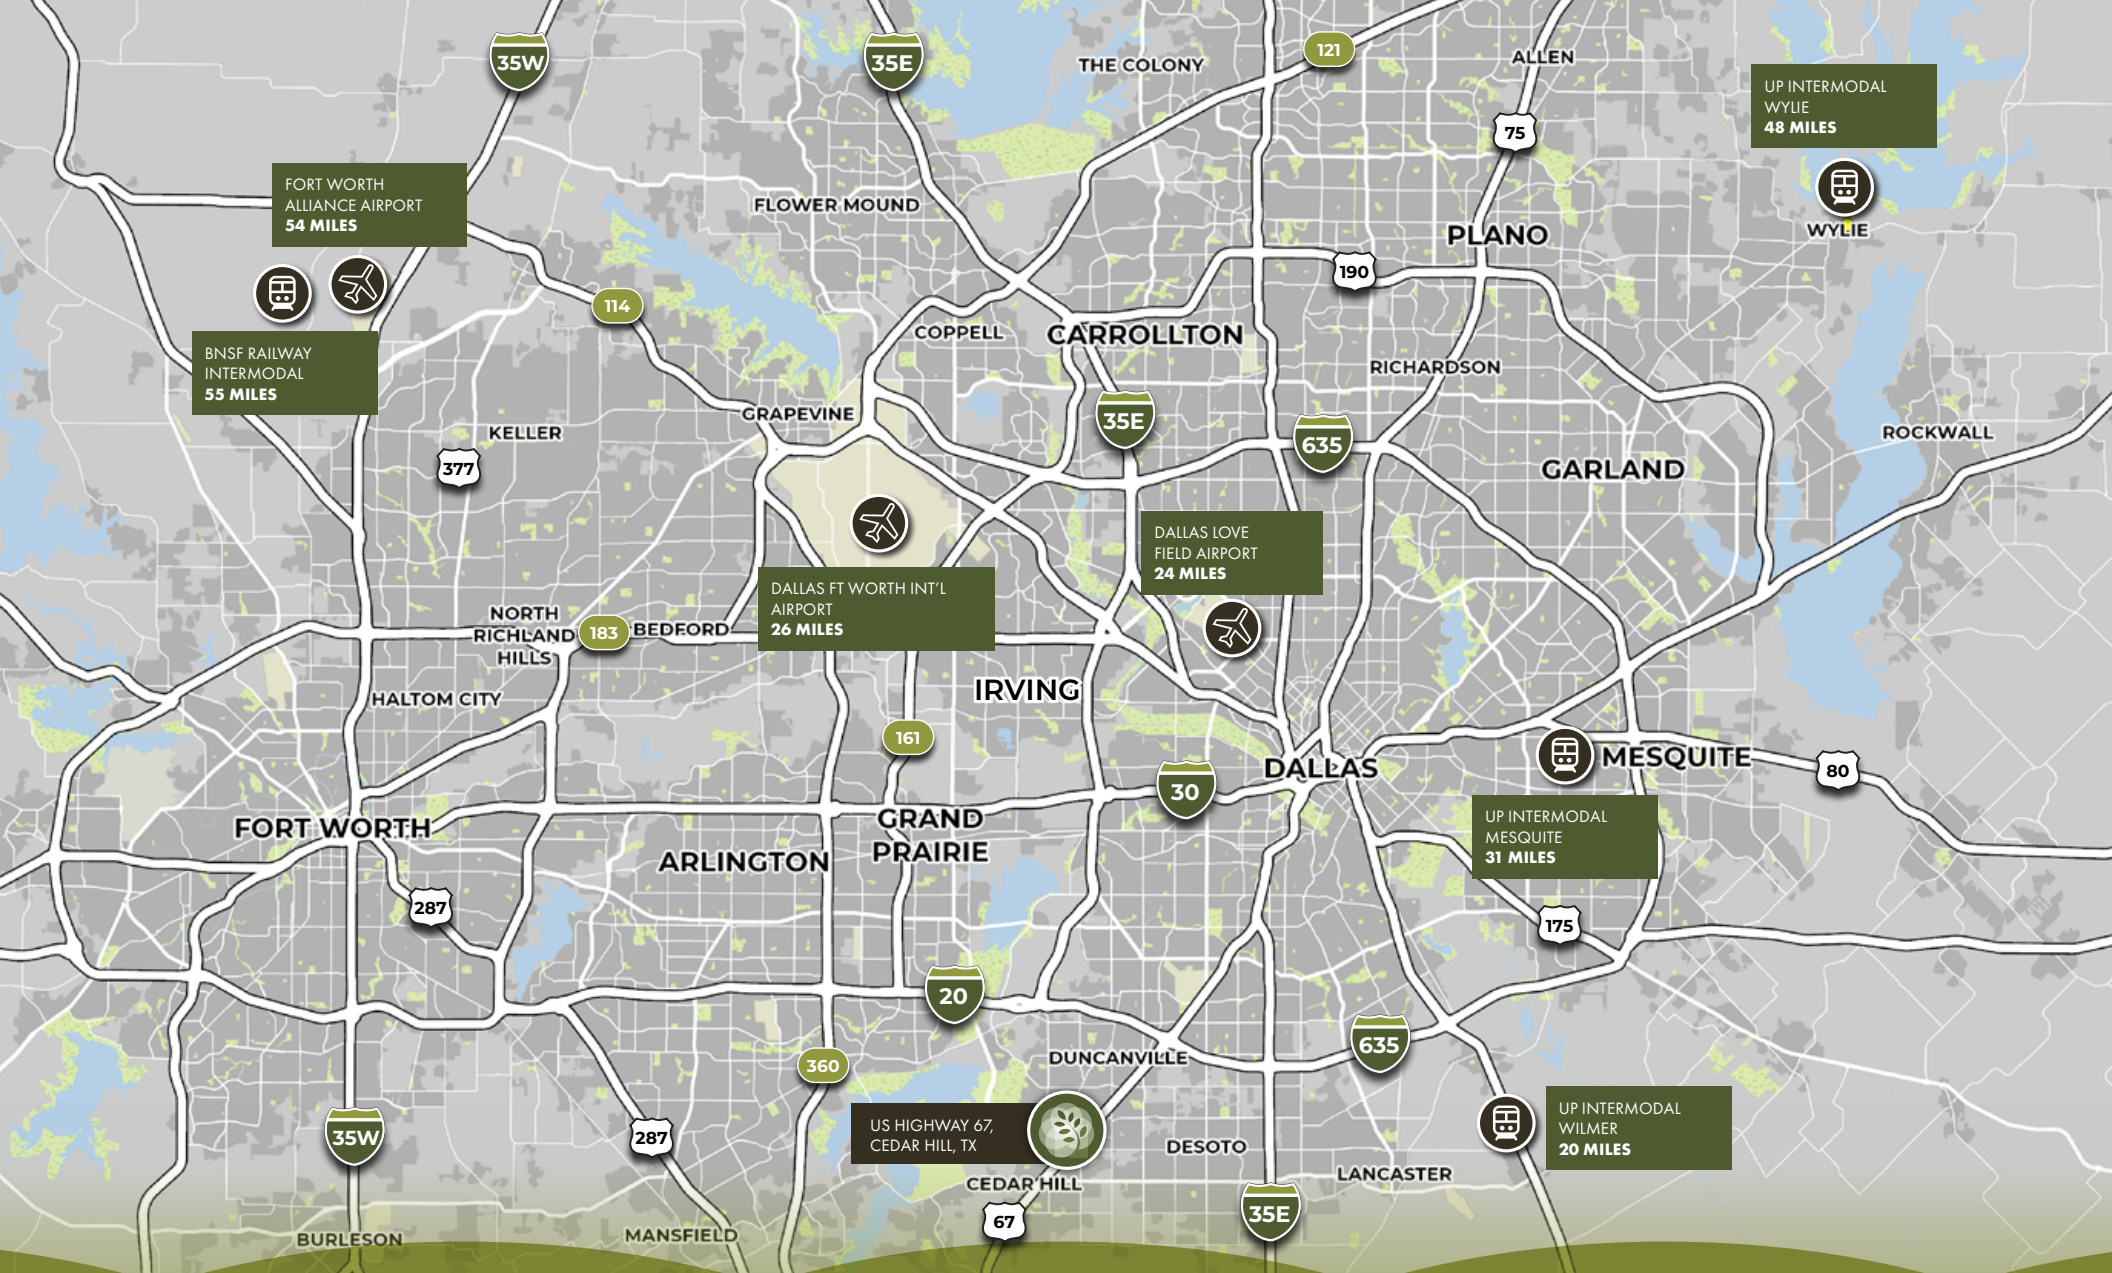 35W
35E
THE COLONY
121
ALLEN
75
UP INTERMODAL
WYLIE
48 MILES
WYLIE
FORT WORTH
ALLIANCE AIRPORT
54 MILES
FLOWER MOUND
PLANO
190
114
COPPELL
CARROLLTON
BNSF RAILWAY
INTERMODAL
55 MILES
RICHARDSON
GRAPEVINE
35E
635
KELLER
377
ROCKWALL
GARLAND
DALLAS LOVE
FIELD AIRPORT
24 MILES
DALLAS FT WORTH INT'L
AIRPORT
26 MILES
NORTH
RICHLAND
HILLS
183
BEDFORD
IRVING
HALTOM CITY
161
DALLAS
MESQUITE
80
30
UP INTERMODAL
MESQUITE
31 MILES
FORT WORTH
GRAND
PRAIRIE
ARLINGTON
287
175
20
635
DUNCANVILLE
360
US HIGHWAY 67,
CEDAR HILL, TX
UP INTERMODAL
WILMER
20 MILES
35W
287
DESOTO
LANCASTER
CEDAR HILL
67
35E
BURLESON
MANSFIELD